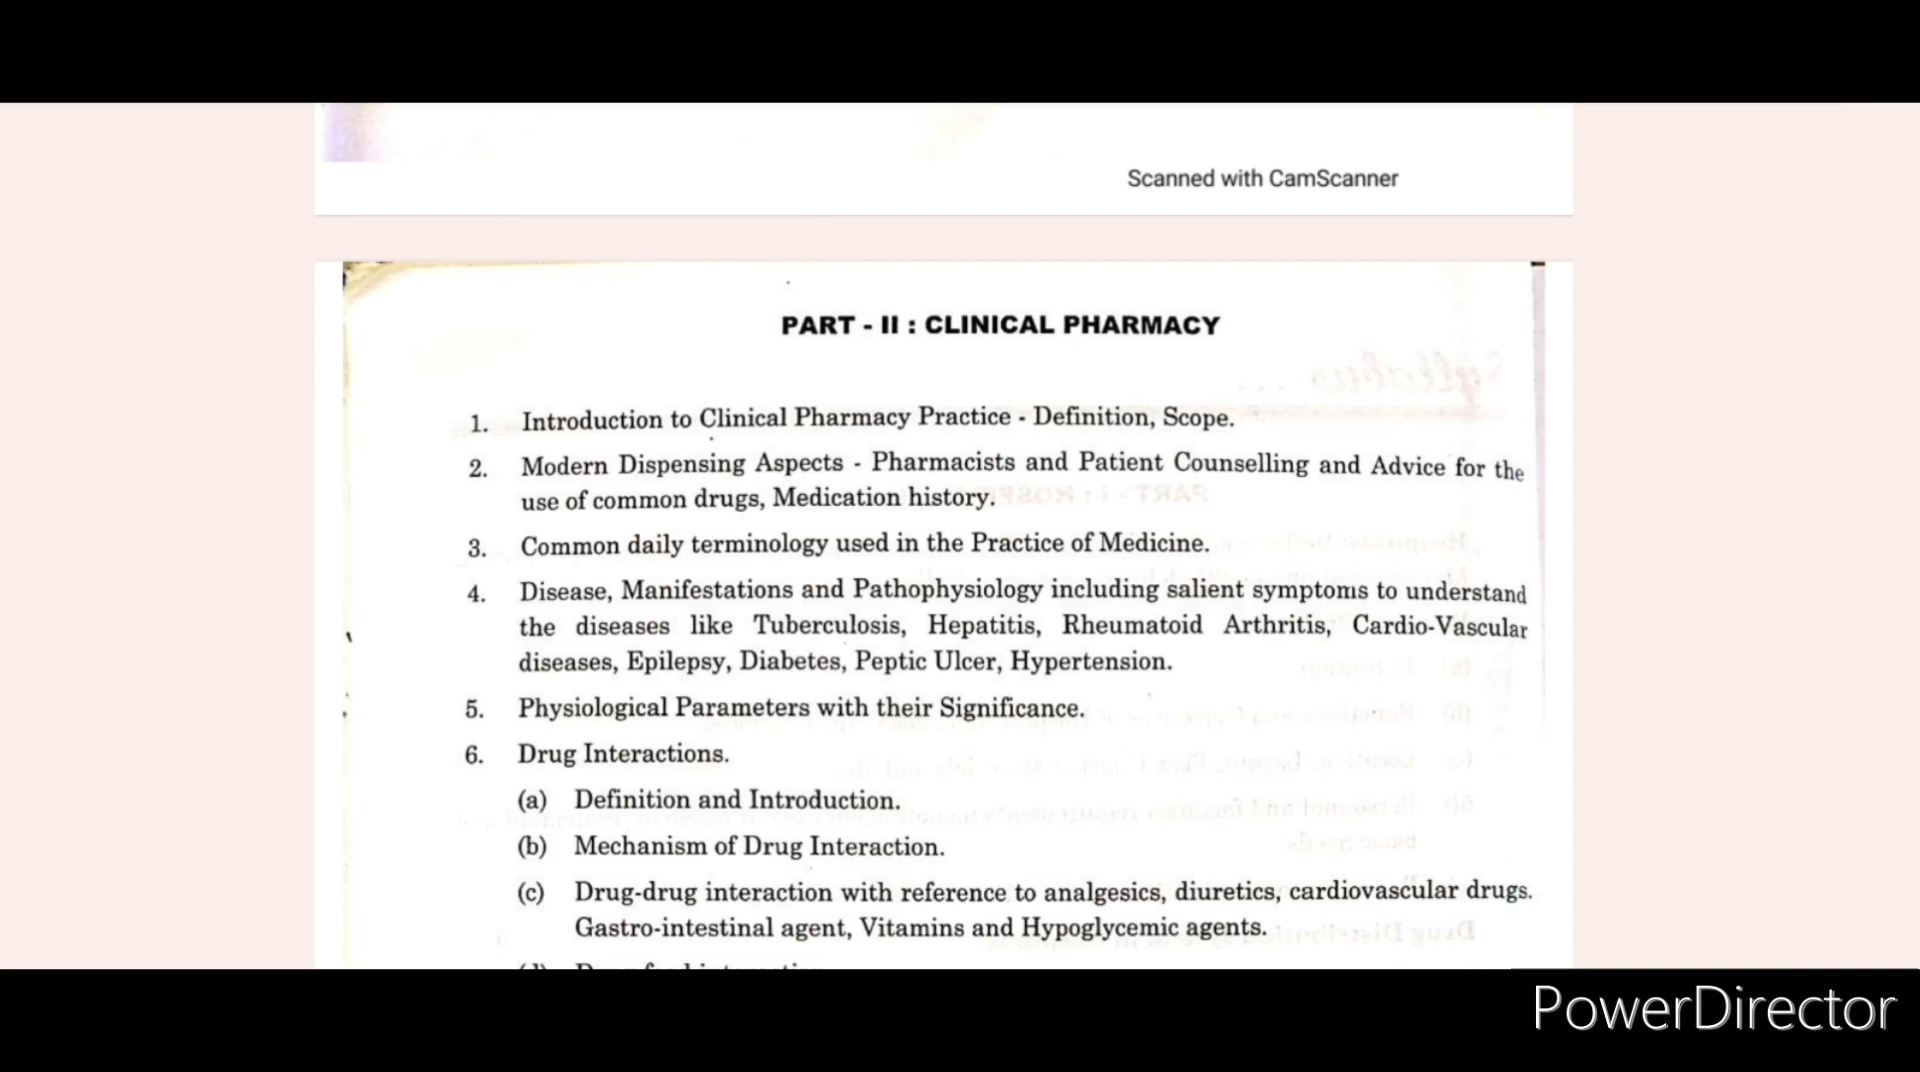 Scanned with CamScanner
PART - II : CLINICAL PHARMACY
1. Introduction to Clinical Pharmacy Practice - Definition, Scope.
2. Modern Dispensing Aspects - Pharmacists and Patient Counselling and Advice for the
use of common drugs, Medication history.
3. Common daily terminology used in the Practice of Medicine.
4. Disease, Manifestations and Pathophysiology including salient symptoms to understand
the diseases like Tuberculosis, Hepatitis, Rheumatoid Arthritis, Cardio-Vascular
diseases, Epilepsy, Diabetes, Peptic Ulcer, Hypertension.
5. Physiological Parameters with their Significance.
6. Drug Interactions.
(a) Definition and Introduction.
(b) Mechanism of Drug Interaction.
(c) Drug-drug interaction with reference to analgesics, diuretics, cardiovascular drugs.
Gastro-intestinal agent, Vitamins and Hypoglycemic agents.
PowerDirector